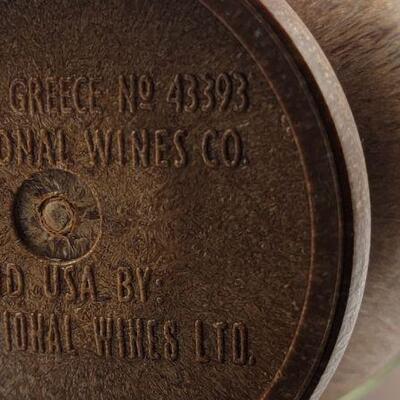 GREECE Nº 43393
ONAL WINES CO.
D USA BY:
IONAL WINES LTD.